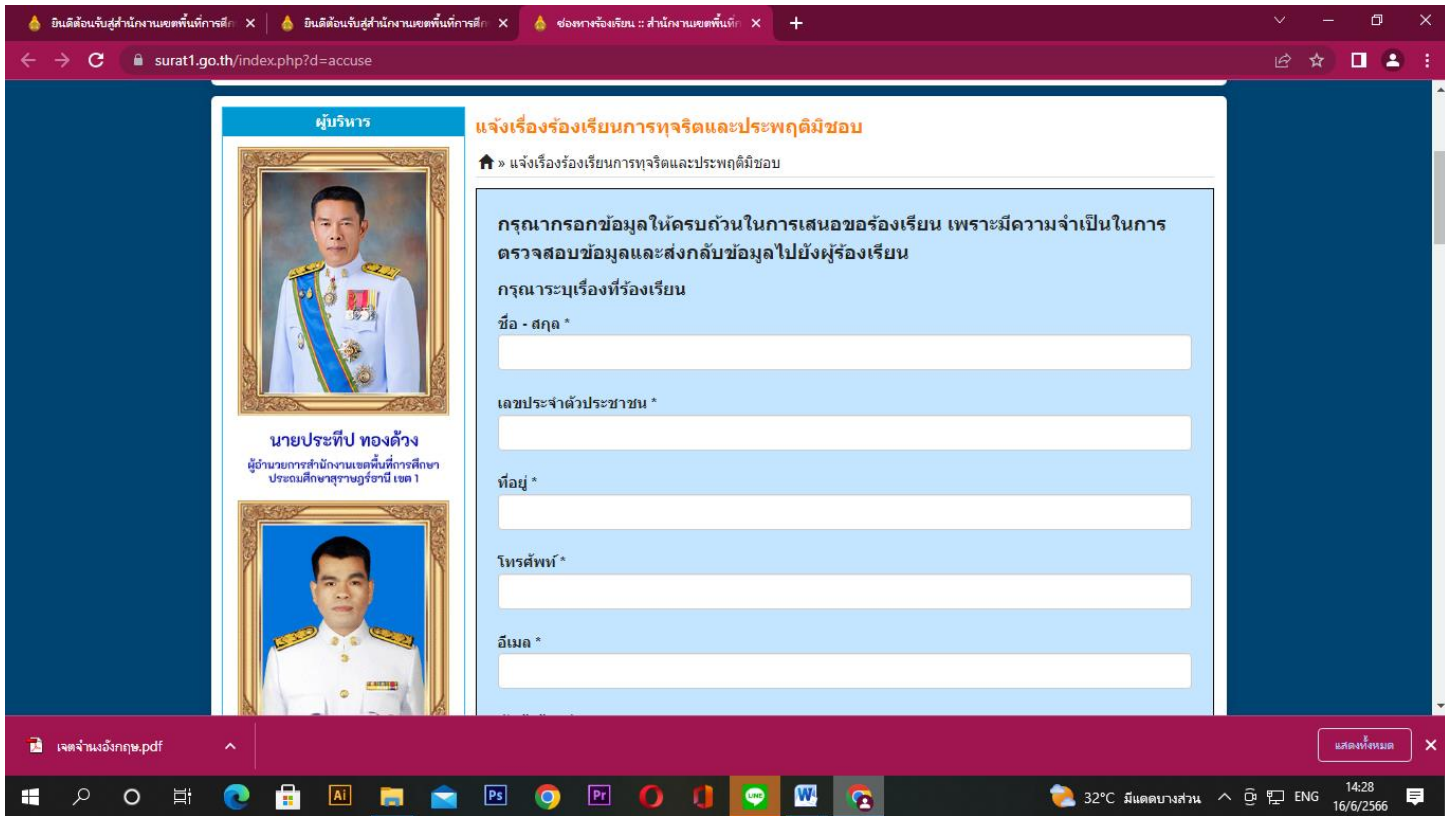 ยินดีต้อนรับสู่สำนักงานเขตพื้นที่การศึก
ยินดีต้อนรับสู่สำนักงานเขตพื้นที่การศึก
ช่องทางร้องเรียน :: สำนักงานเขตพื้นที่ก
surat1.go.th/index.php?d=accuse
ผู้บริหาร
นายประทีป ทองด้วง
ผู้อำนวยการสำนักงานเขตพื้นที่การศึกษา
ประถมศึกษาสุราษฎร์ธานี เขต 1
แจ้งเรื่องร้องเรียนการทุจริตและประพฤติมิชอบ
» แจ้งเรื่องร้องเรียนการทุจริตและประพฤติมิชอบ
กรุณากรอกข้อมูลให้ครบถ้วนในการเสนอขอร้องเรียน เพราะมีความจำเป็นในการ
ตรวจสอบข้อมูลและส่งกลับข้อมูลไปยังผู้ร้องเรียน
กรุณาระบุเรื่องที่ร้องเรียน
ชื่อ - สกุล *
เลขประจำตัวประชาชน *
ที่อยู่ *
โทรศัพท์ *
อีเมล *
เจตจำนงอังกฤษ.pdf
แสดงทั้งหมด
Ai
Ps
Pr
LINE
W
32°C มีแดดบางส่วน
ENG
14:28
16/6/2566